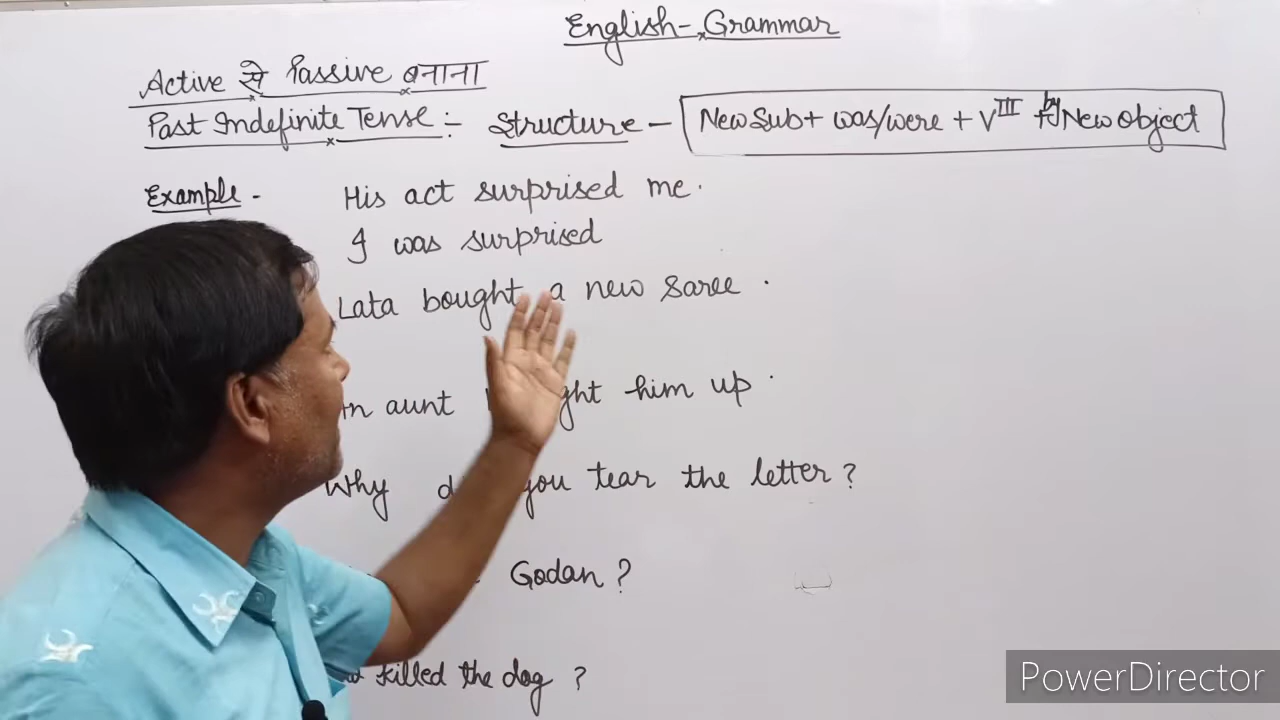 English-Grammar
Active से Passive बनाना
Past Indefinite Tense:- Structure - New Sub + was/were + V III + by New Object
Example - His act surprised me.
I was surprised
Lata bought a new saree.
aunt him up.
Why you tear the letter?
Godan?
killed the dog?
PowerDirector